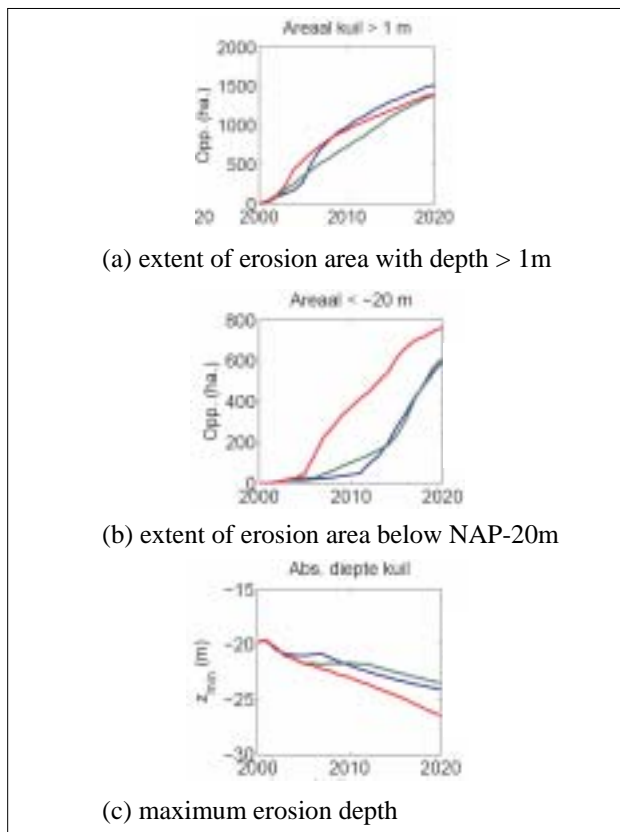 Areaal kuil > 1 m
2000
1500
1000
500
0
Opp. (ha.)
20 2000 2010 2020
(a) extent of erosion area with depth > 1m
Areaal < −20 m
800
600
400
200
0
Opp. (ha.)
2000 2010 2020
(b) extent of erosion area below NAP-20m
Abs. diepte kuil
−15
−20
−25
−30
z min (m)
2000 2010 2020
(c) maximum erosion depth